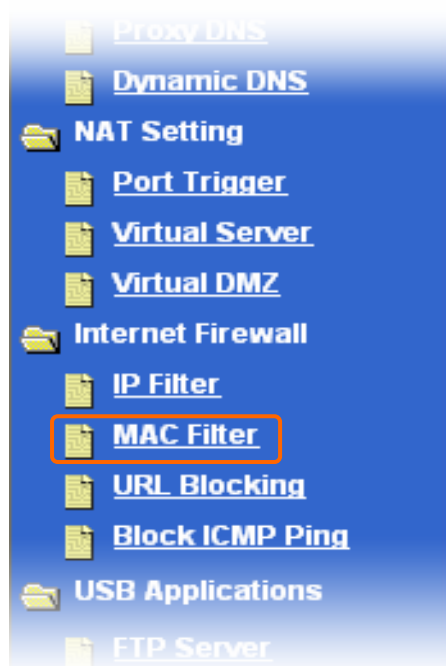 Proxy DNS
Dynamic DNS
NAT Setting
Port Trigger
Virtual Server
Virtual DMZ
Internet Firewall
IP Filter
MAC Filter
URL Blocking
Block ICMP Ping
USB Applications
FTP Server